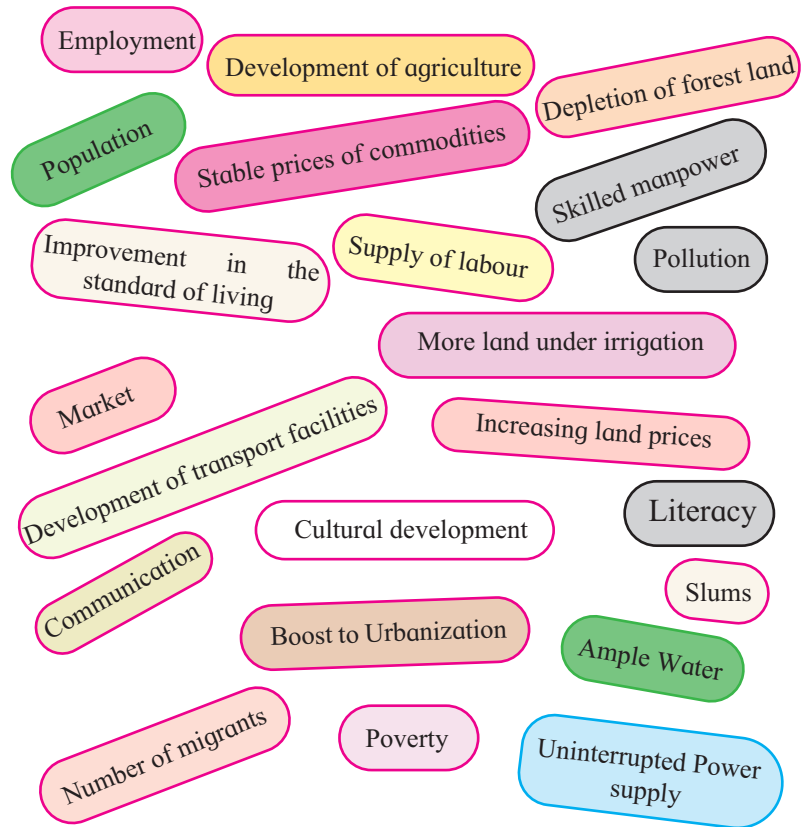 Employment
Development of agriculture
Depletion of forest land
Population
Stable prices of commodities
Skilled manpower
Improvement in the
standard of living
Supply of labour
Pollution
More land under irrigation
Market
Increasing land prices
Development of transport facilities
Literacy
Cultural development
Communication
Slums
Boost to Urbanization
Ample Water
Number of migrants
Poverty
Uninterrupted Power
supply